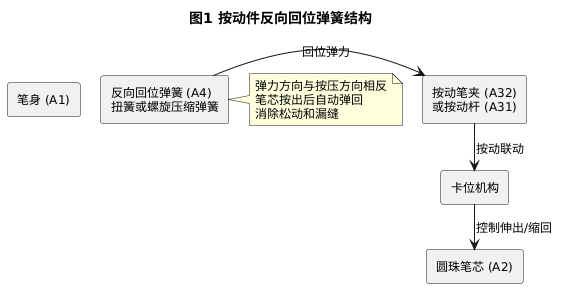 图1 按动件反向回位弹簧结构
回位弹力
笔身 (A1)
反向回位弹簧 (A4)
扭簧或螺旋压缩弹簧
弹力方向与按压方向相反
笔芯按出后自动弹回
消除松动和漏缝
按动笔夹 (A32)
或按动杆 (A31)
按动联动
卡位机构
控制伸出/缩回
圆珠笔芯 (A2)